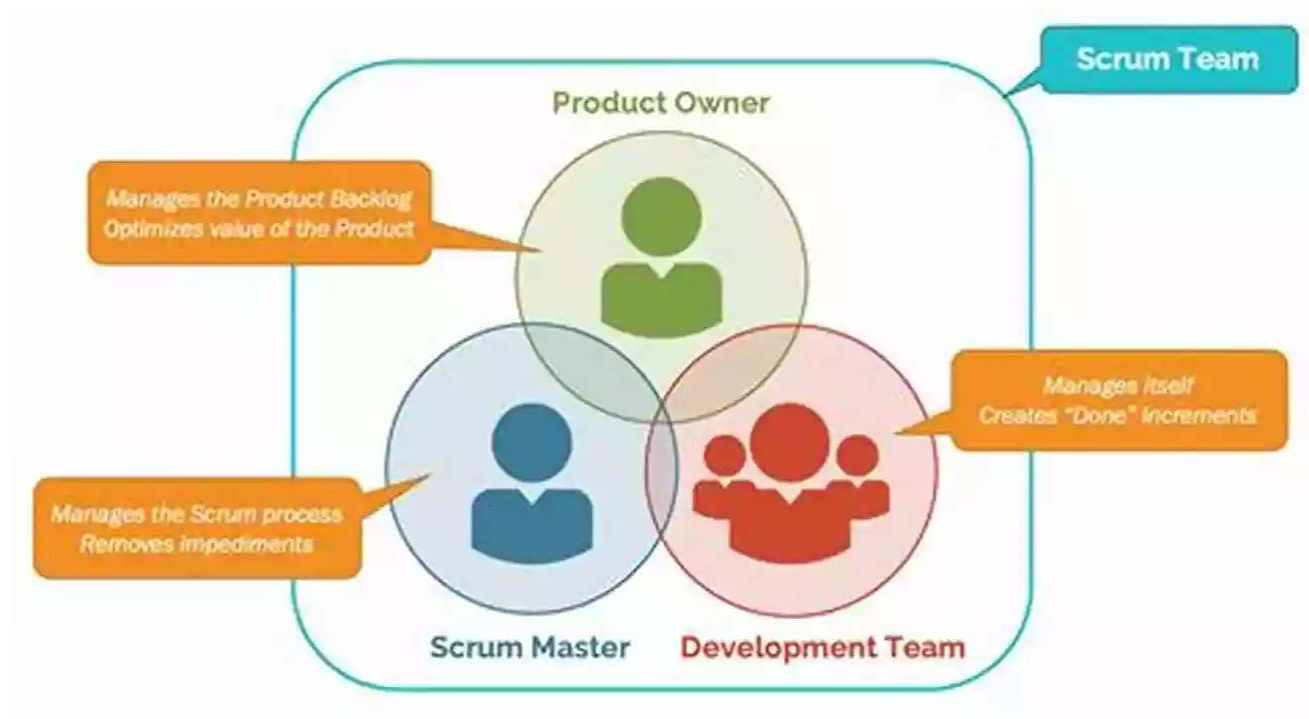 Scrum Team
Product Owner
Manages the Product Backlog
Optimizes value of the Product
Manages itself
Creates "Done" Increments
Manages the Scrum process
Removes impediments
Scrum Master
Development Team